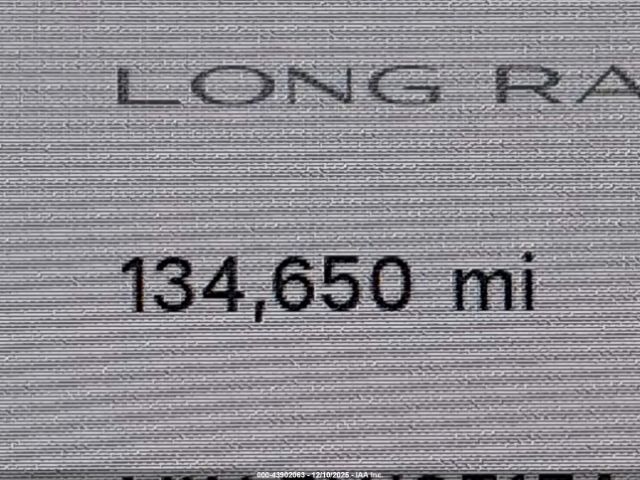 LONG RA
134,650 mi
000-43902063 - 12/10/2025 - IAA Inc.